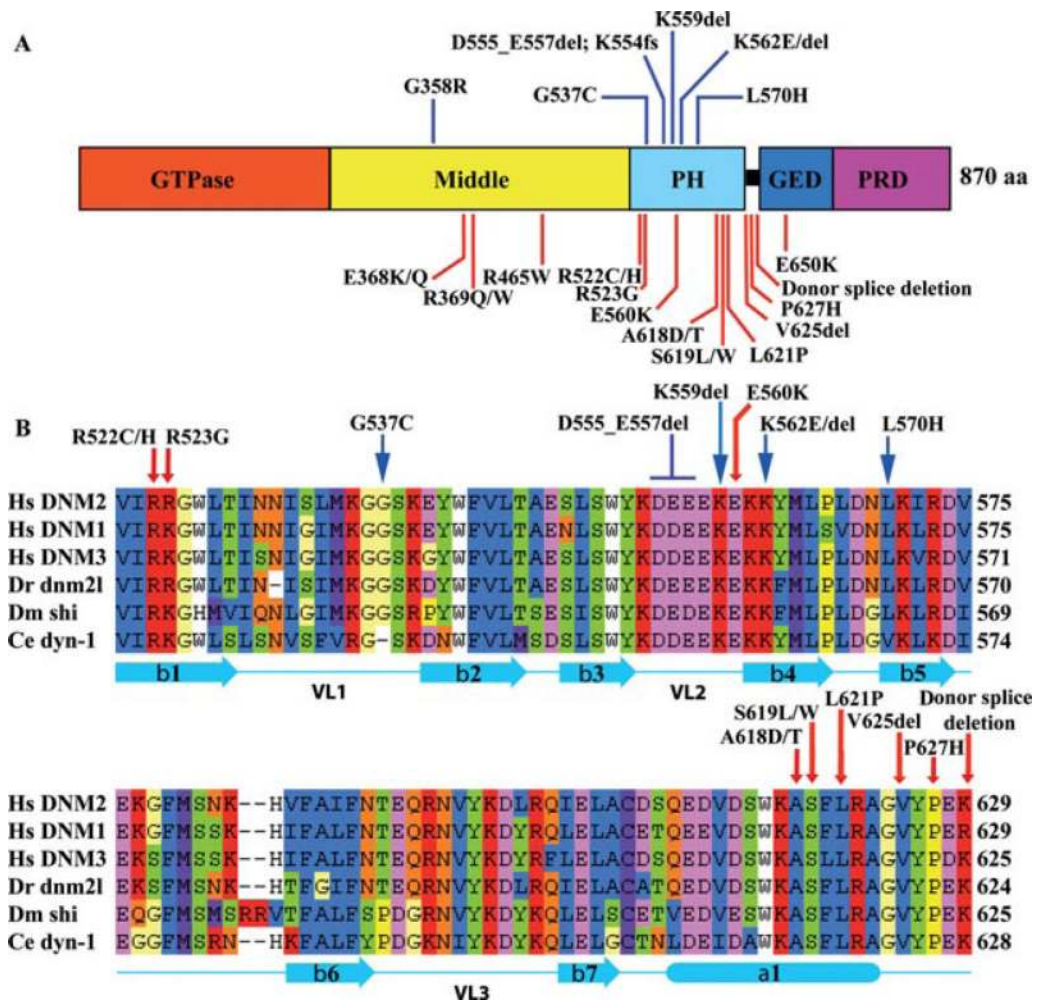 A
K559del
D555_E557del; K554fs
K562E/del
G358R
G537C
L570H
GTPase Middle PH GED PRD 870 aa
E368K/Q
R369Q/W
R465W
R522C/H
R523G
E560K
A618D/T
S619L/W
L621P
V625del
P627H
Donor splice deletion
E650K
B
R522C/H
R523G
G537C
D555_E557del
K559del
E560K
K562E/del
L570H
Hs DNM2 VIRRGWLTINNISLMKGGSKEYWFVLTAESLSWYKDEEEKEKKYMLPLDNLKIRDV 575
Hs DNM1 VIRKGWLTINNIGIMKGGSKEYWFVLTAENLSWYKDDEEKEKKYMLSVDNLKLRDV 575
Hs DNM3 VIRKGWLTISNIGIMKGGSKGYWFVLTAESLSWYKDDEEKEKKYMLPLDNLKVRDV 571
Dr dnm2l VIRRGWLTIN-ISIMKGGSKDYWFVLTAESLSWYKDEEEKEKKFMLPLDNLKLRDV 570
Dm shi VIRKGHMVIQNLGIMKGGSRPYWFVLTSESISWYKDEDEKEKKYMLPLDGLKLRDI 569
Ce dyn-1 VIRKGWLSLSNVSFVRG-SKDNWFVLMSDSLSWYKDDEEKEKKYMLPLDGVKLKDI 574
b1 VL1 b2 b3 VL2 b4 b5
A618D/T
S619L/W
L621P
V625del
P627H
Donor splice
deletion
Hs DNM2 EKGFMSNK--HVFAIFNTEQRNVYKDLRQIELACDSQEDVDSWKASFLRAGVYPEK 629
Hs DNM1 EKGFMSSK--HIFALFNTEQRNVYKDYRQLELACETQEEVDSWKASFLRAGVYPER 629
Hs DNM3 EKSFMSSK--HIFALFNTEQRNVYKDYRFLELACDSQEDVDSWKASLLRAGVYPDK 625
Dr dnm2l EKSFMSNK--HTFGIFNTEQRNVYKDLRQIELACATQEDVDSWKASFLRAGVYPEK 624
Dm shi EQGFMSMSRRVTFALFSPDGRNVYKDYKQLELSCETVEDVESWKASFLRAGVYPEK 625
Ce dyn-1 EGGFMSRN--HKFALFYPDGKNIYKDYKQLELGCTNLDEIDAWKASFLRAGVYPEK 628
b6 VL3 b7 a1